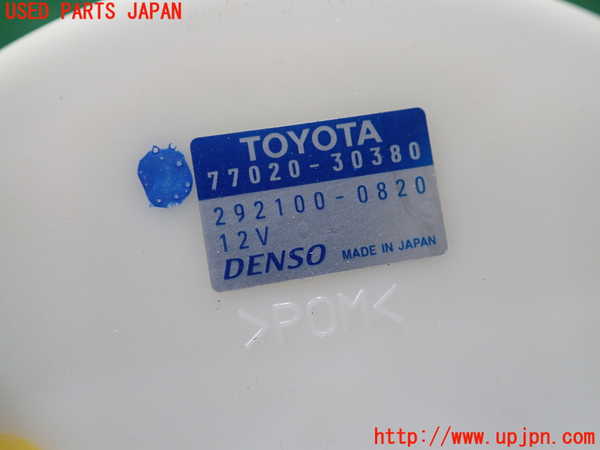 USED PARTS JAPAN
TOYOTA
77020-30380
292100-0820
12V
DENSO MADE IN JAPAN
>POM<
http://www.upjpn.com/